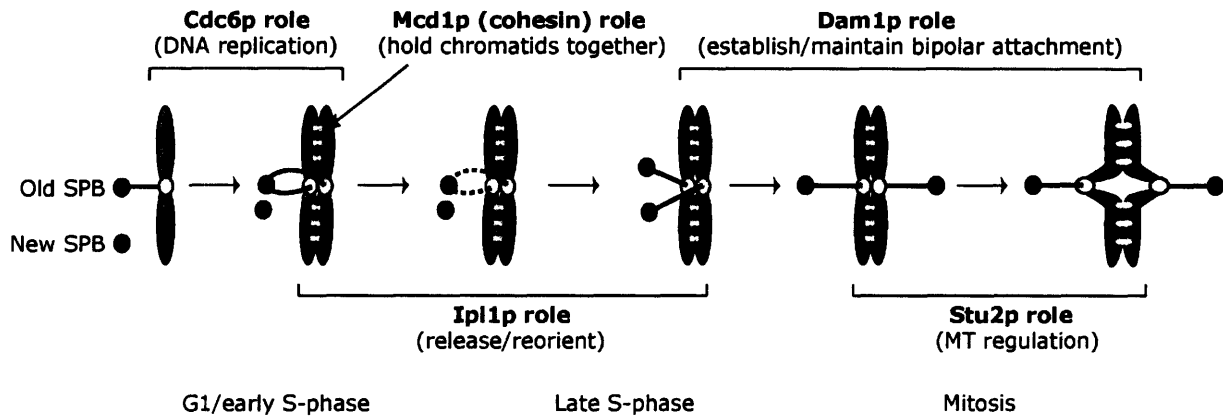 Cdc6p role
(DNA replication)
Mcd1p (cohesin) role
(hold chromatids together)
Dam1p role
(establish/maintain bipolar attachment)
Old SPB
New SPB
Ipl1p role
(release/reorient)
Stu2p role
(MT regulation)
G1/early S-phase
Late S-phase
Mitosis